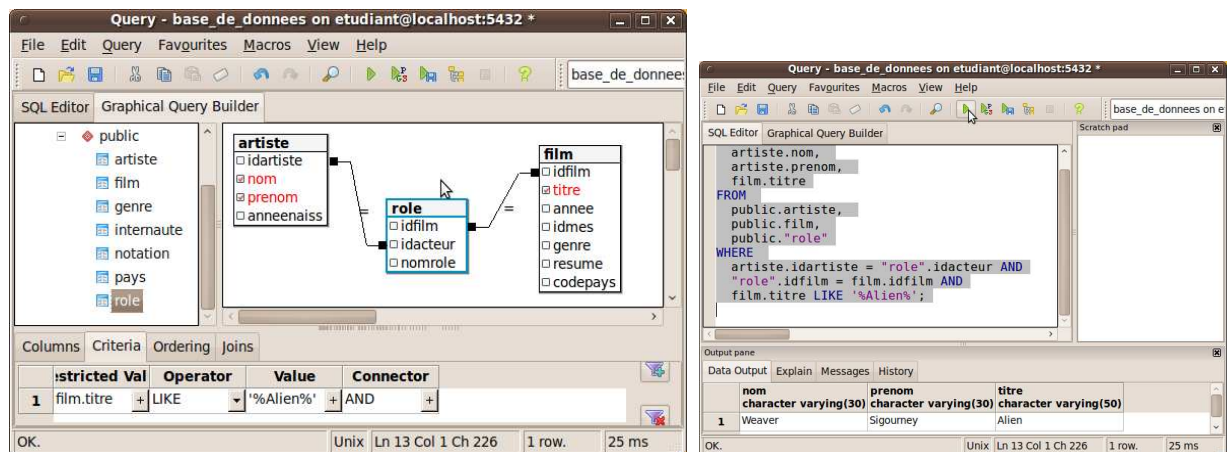 Query - base_de_donnees on etudiant@localhost:5432 *
File Edit Query Favourites Macros View Help
base_de_donnee
SQL Editor Graphical Query Builder
public
artiste
film
genre
internaute
notation
pays
role
artiste
idartiste
nom
prenom
anneenaiss
=
role
idfilm
idacteur
nomrole
=
film
idfilm
titre
annee
idmes
genre
resume
codepays
Columns Criteria Ordering Joins
estricted Val Operator Value Connector
1 film.titre + LIKE '%Alien%' + AND +
OK. Unix Ln 13 Col 1 Ch 226 1 row. 25 ms
Query - base_de_donnees on etudiant@localhost:5432 *
File Edit Query Favourites Macros View Help
base_de_donnees on e
SQL Editor Graphical Query Builder
Scratch pad
artiste.nom,
artiste.prenom,
film.titre
FROM
public.artiste,
public.film,
public."role"
WHERE
artiste.idartiste = "role".idacteur AND
"role".idfilm = film.idfilm AND
film.titre LIKE '%Alien%';
Output pane
Data Output Explain Messages History
nom prenom titre
character varying(30) character varying(30) character varying(50)
1 Weaver Sigourney Alien
OK. Unix Ln 13 Col 1 Ch 226 1 row. 25 ms